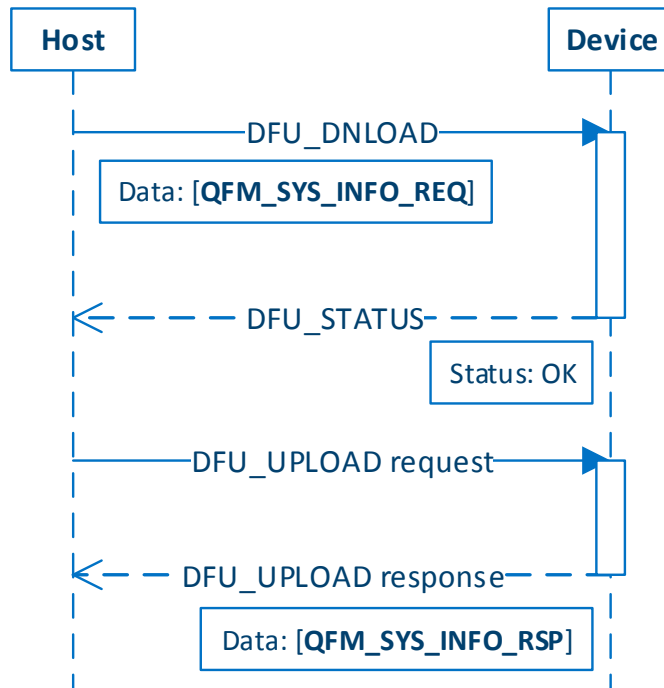 Host
Device
DFU_DNLOAD
Data: [QFM_SYS_INFO_REQ]
DFU_STATUS
Status: OK
DFU_UPLOAD request
DFU_UPLOAD response
Data: [QFM_SYS_INFO_RSP]